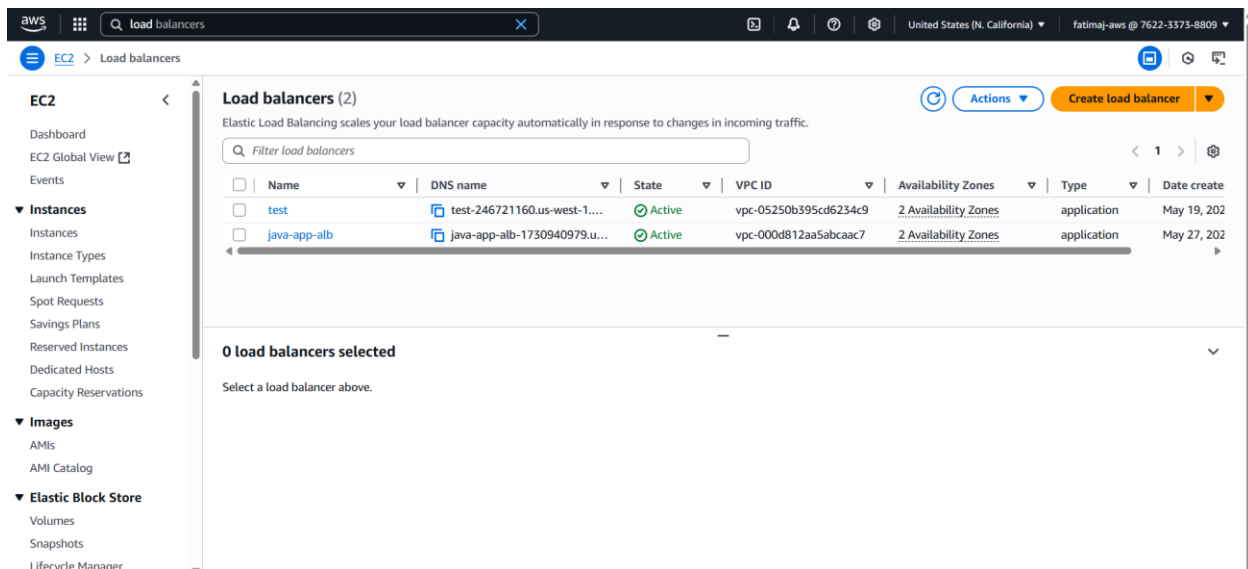 aws
load balancers
United States (N. California)
fatimaj-aws @ 7622-3373-8809
EC2 > Load balancers
EC2
Dashboard
EC2 Global View
Events
Instances
Instances
Instance Types
Launch Templates
Spot Requests
Savings Plans
Reserved Instances
Dedicated Hosts
Capacity Reservations
Images
AMIs
AMI Catalog
Elastic Block Store
Volumes
Snapshots
Lifecycle Manager
Load balancers (2)
Actions
Create load balancer
Elastic Load Balancing scales your load balancer capacity automatically in response to changes in incoming traffic.
Filter load balancers
1
Name DNS name State VPC ID Availability Zones Type Date create
test test-246721160.us-west-1.... Active vpc-05250b395cd6234c9 2 Availability Zones application May 19, 202
java-app-alb java-app-alb-1730940979.u... Active vpc-000d812aa5abcaac7 2 Availability Zones application May 27, 202
0 load balancers selected
Select a load balancer above.